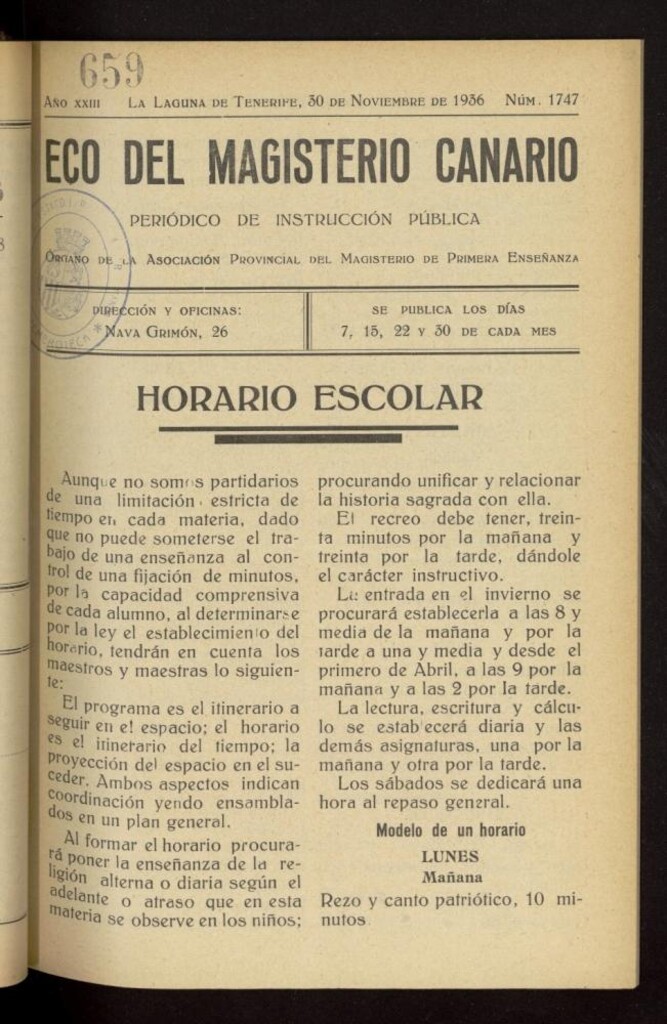 659
AÑO XXIII LA LAGUNA DE TENERIFE, 30 DE NOVIEMBRE DE 1936 NÚM. 1747
ECO DEL MAGISTERIO CANARIO
PERIÓDICO DE INSTRUCCIÓN PÚBLICA
ÓRGANO DE LA ASOCIACIÓN PROVINCIAL DEL MAGISTERIO DE PRIMERA ENSEÑANZA
DIRECCIÓN Y OFICINAS:
NAVA GRIMÓN, 26
SE PUBLICA LOS DÍAS
7, 15, 22 Y 30 DE CADA MES
HORARIO ESCOLAR
Aunque no somos partidarios
de una limitación estricta de
tiempo en cada materia, dado
que no puede someterse el tra-
bajo de una enseñanza al con-
trol de una fijación de minutos,
por la capacidad comprensiva
de cada alumno, al determinarse
por la ley el establecimiento del
horario, tendrán en cuenta los
maestros y maestras lo siguien-
te:
El programa es el itinerario a
seguir en el espacio; el horario
es el itinerario del tiempo; la
proyección del espacio en el su-
ceder. Ambos aspectos indican
coordinación yendo ensambla-
dos en un plan general.
Al formar el horario procura-
rá poner la enseñanza de la re-
ligión alterna o diaria según el
adelante o atraso que en esta
materia se observe en los niños;
procurando unificar y relacionar
la historia sagrada con ella.
El recreo debe tener, trein-
ta minutos por la mañana y
treinta por la tarde, dándole
el carácter instructivo.
La entrada en el invierno se
procurará establecerla a las 8 y
media de la mañana y por la
tarde a una y media y desde el
primero de Abril, a las 9 por la
mañana y a las 2 por la tarde.
La lectura, escritura y cálcu-
lo se establecerá diaria y las
demás asignaturas, una por la
mañana y otra por la tarde.
Los sábados se dedicará una
hora al repaso general.
Modelo de un horario
LUNES
Mañana
Rezo y canto patriótico, 10 mi-
nutos